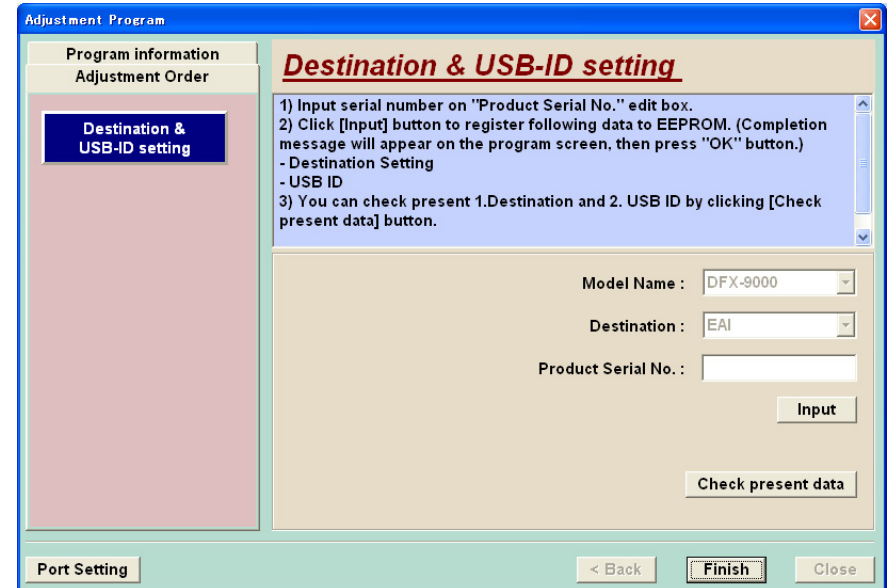 Adjustment Program
Program information
Adjustment Order
Destination &
USB-ID setting
Destination & USB-ID setting
1) Input serial number on "Product Serial No." edit box.
2) Click [Input] button to register following data to EEPROM. (Completion
message will appear on the program screen, then press "OK" button.)
- Destination Setting
- USB ID
3) You can check present 1.Destination and 2. USB ID by clicking [Check
present data] button.
Model Name : DFX-9000
Destination : EAI
Product Serial No. :
Input
Check present data
Port Setting
< Back
Finish
Close